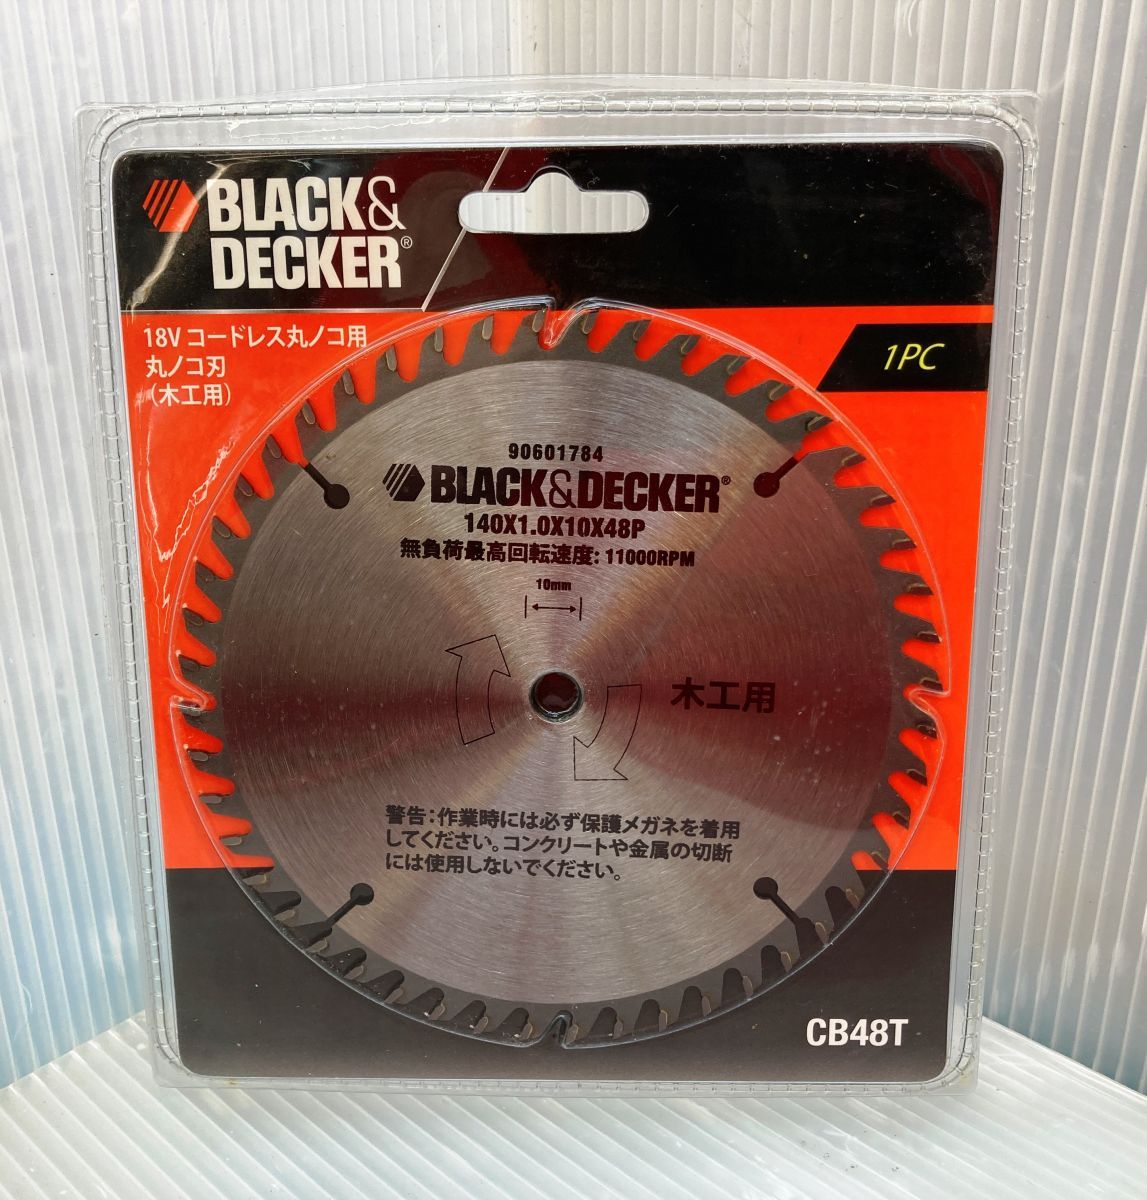 BLACK&
DECKER®
18V コードレス丸ノコ用
丸ノコ刃
(木工用)
1PC
90601784
BLACK&DECKER®
140X1.0X10X48P
無負荷最高回転速度: 11000RPM
10mm
木工用
警告:作業時には必ず保護メガネを着用
してください。コンクリートや金属の切断
には使用しないでください。
CB48T